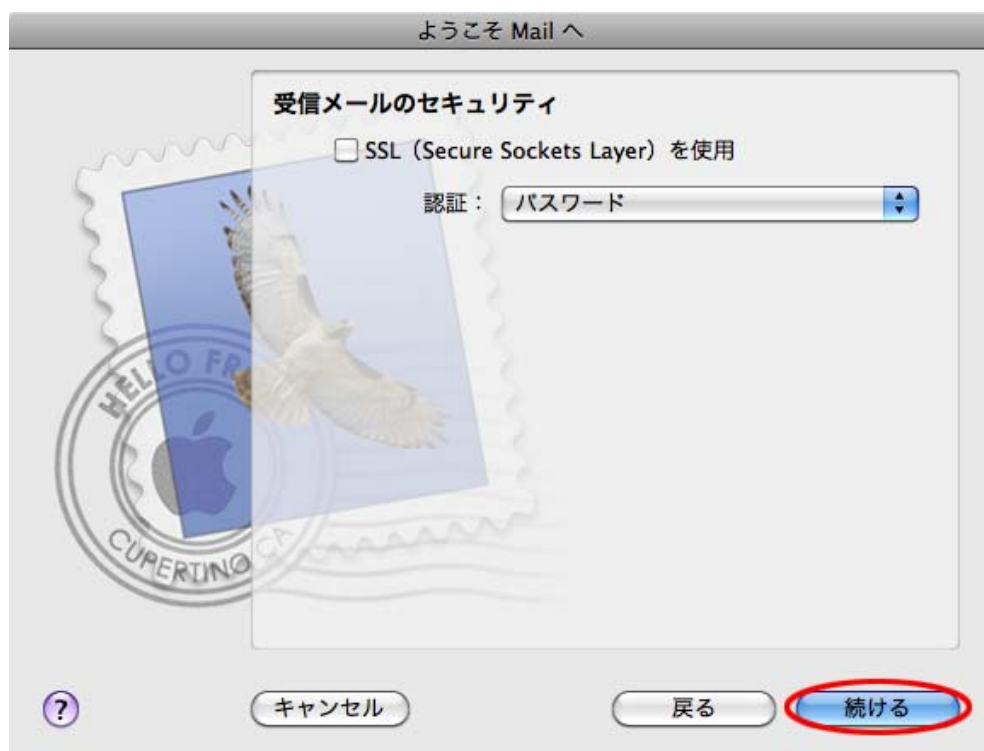 ようこそ Mail へ
受信メールのセキュリティ
SSL（Secure Sockets Layer）を使用
認証： パスワード
HELLO FR
CUPERTINO CA
? キャンセル 戻る 続ける